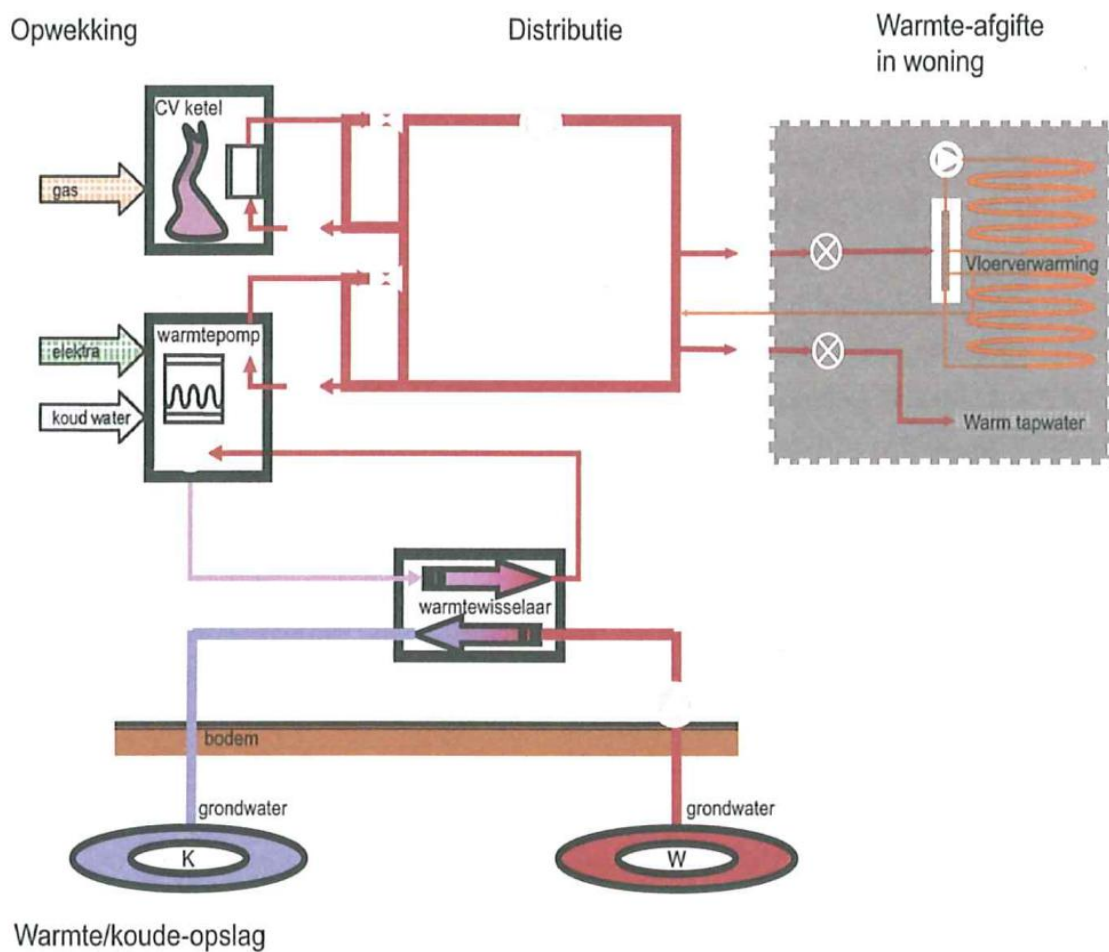 Opwekking
Distributie
Warmte-afgifte
in woning
CV ketel
gas
warmtepomp
elektra
koud water
Vloerverwarming
Warm tapwater
warmtewisselaar
bodem
grondwater
grondwater
K
W
Warmte/koude-opslag